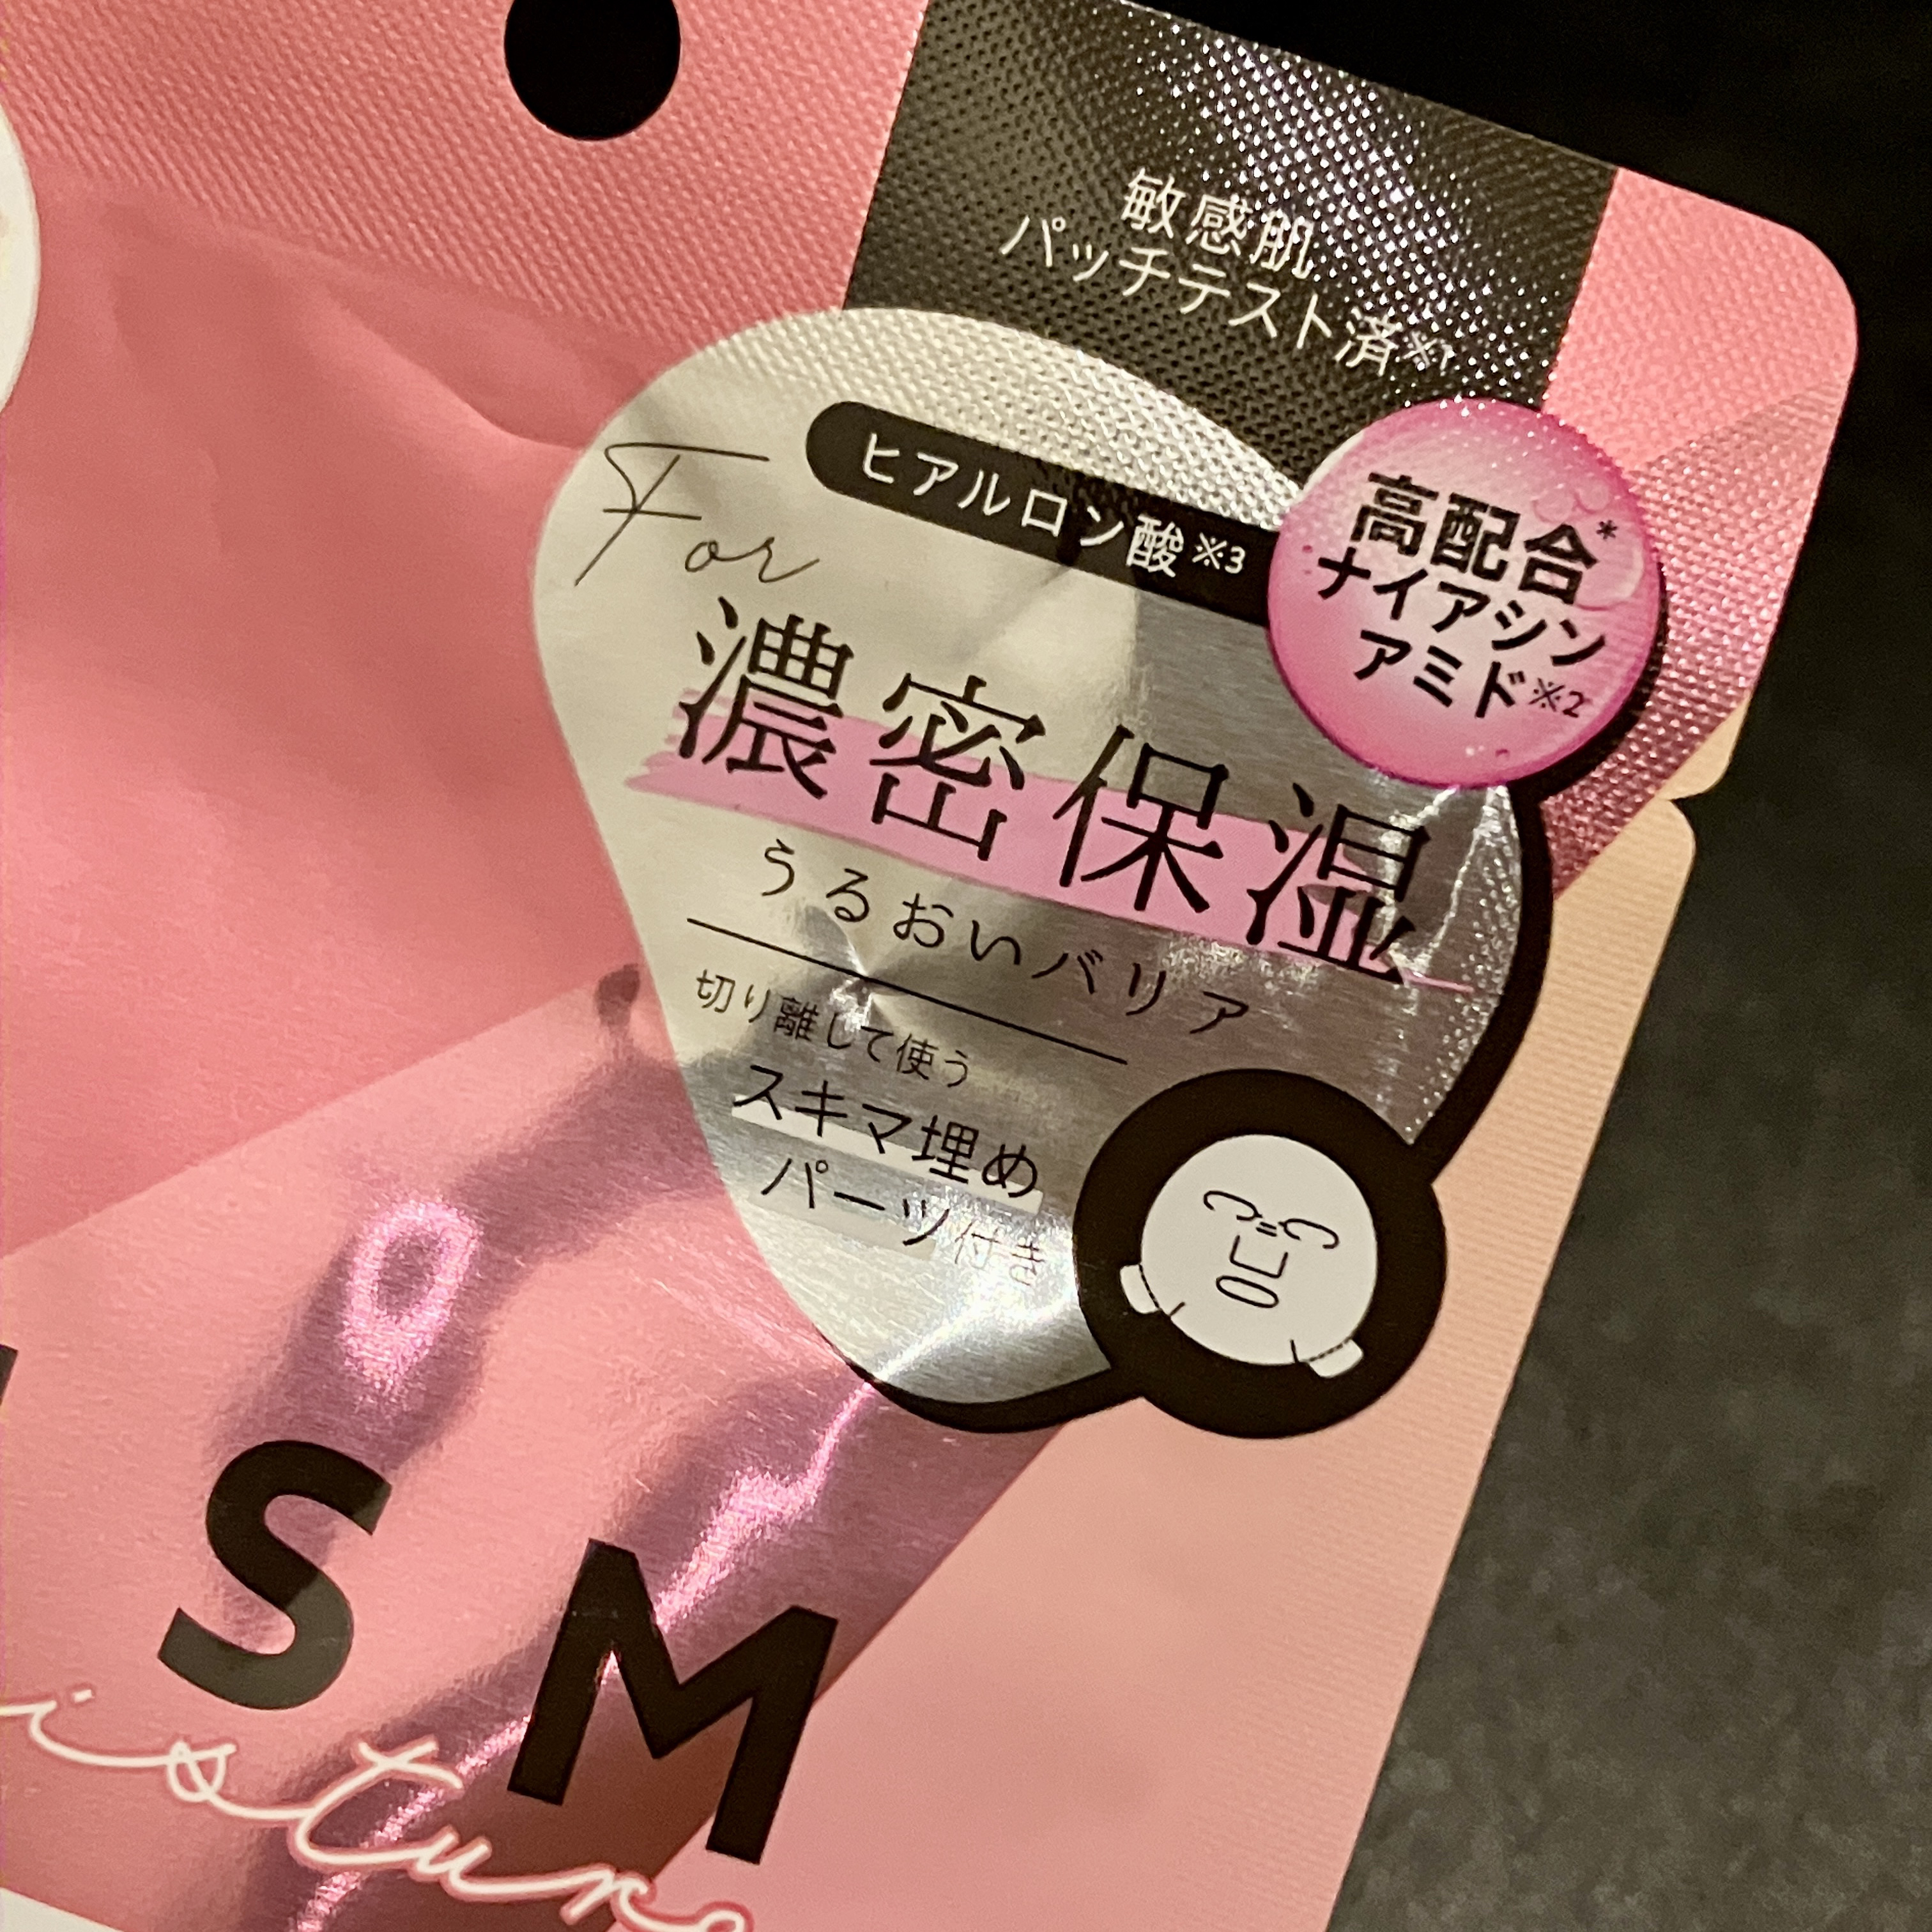 敏感肌
パッチテスト済※1
ヒアルロン酸※3
高配合*
ナイアシン
アミド※2
For
濃密保湿
うるおいバリア
切り離して使う
スキマ埋め
パーツ付き
SM
isture